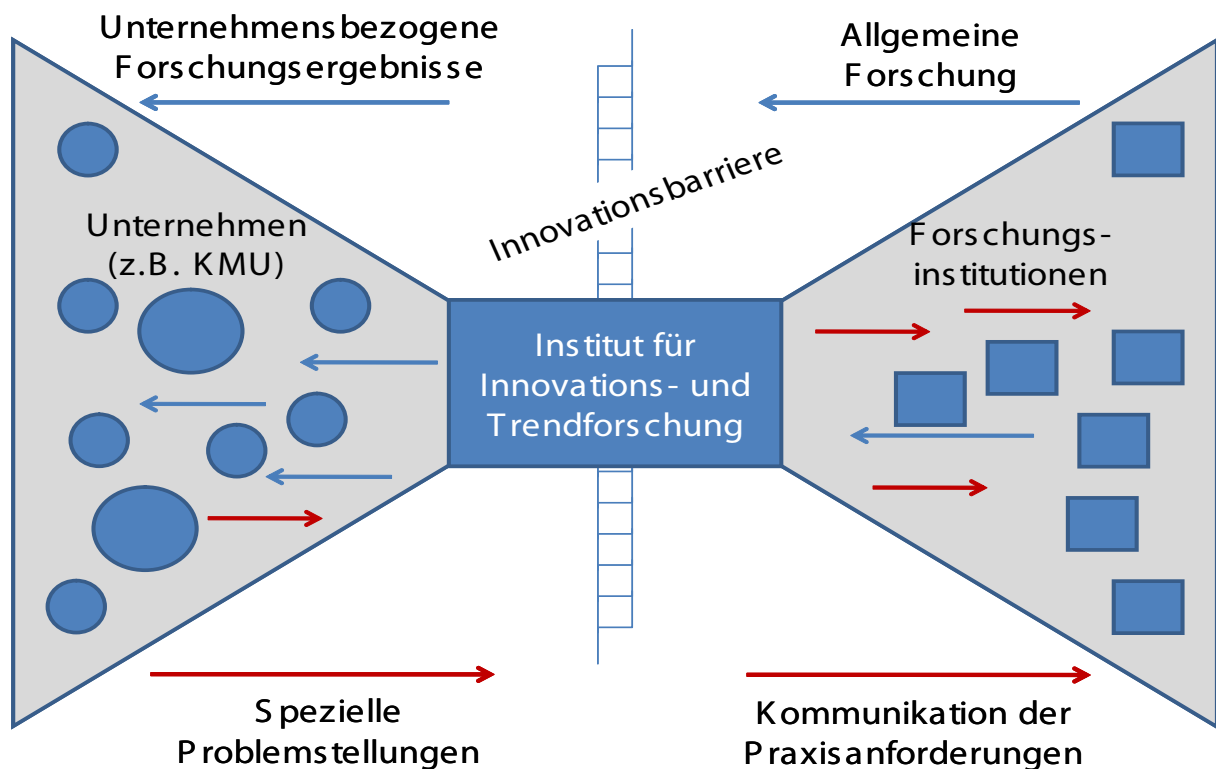 Unternehmensbezogene
Forschungsergebnisse
Allgemeine
Forschung
Innovationsbarriere
Unternehmen
(z.B. KMU)
Forschungs-
institutionen
Institut für
Innovations- und
Trendforschung
Spezielle
Problemstellungen
Kommunikation der
Praxisanforderungen